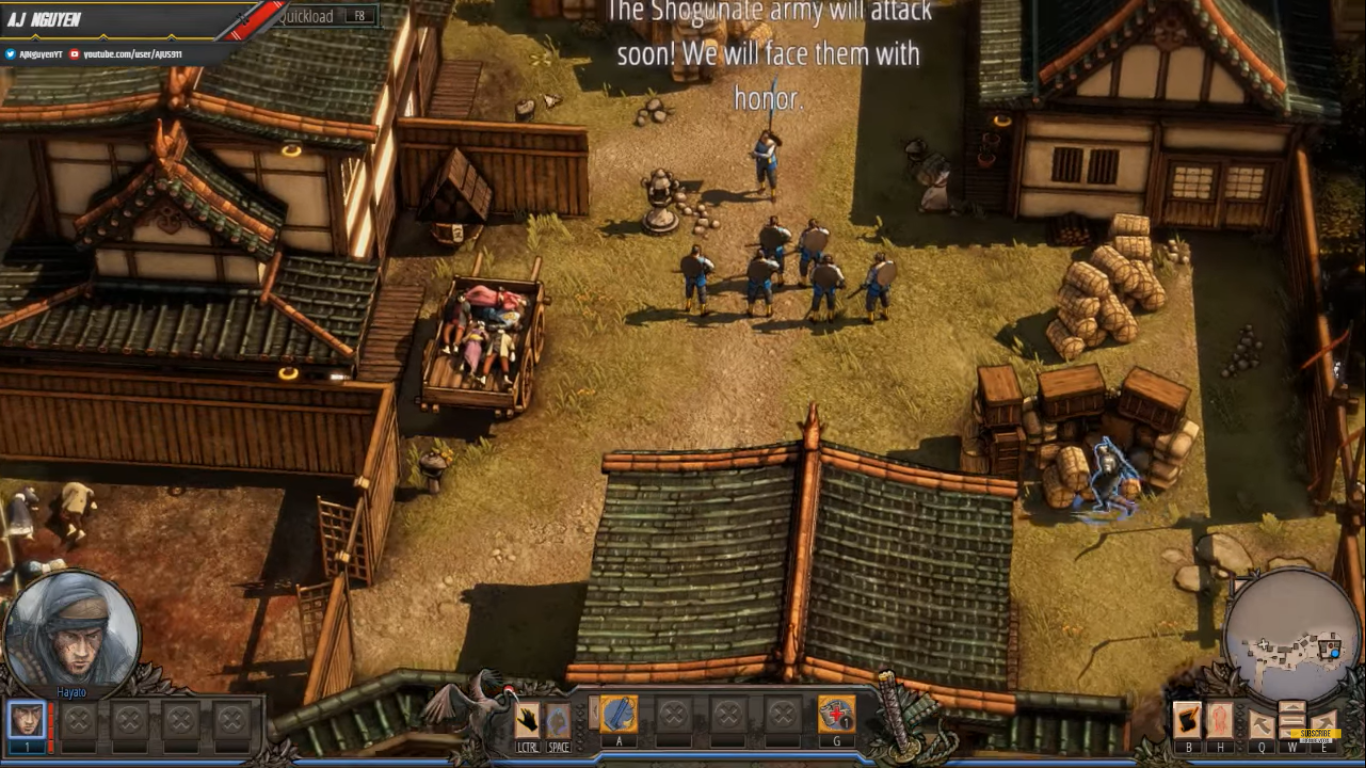 AJ NGUYEN
Quickload F8
AJNguyenYT youtube.com/user/AJUS911
The Shogunate army will attack
soon! We will face them with
honor.
Hayato
1
LCTRL SPACE A G 1
B H Q W E
SUBSCRIBE